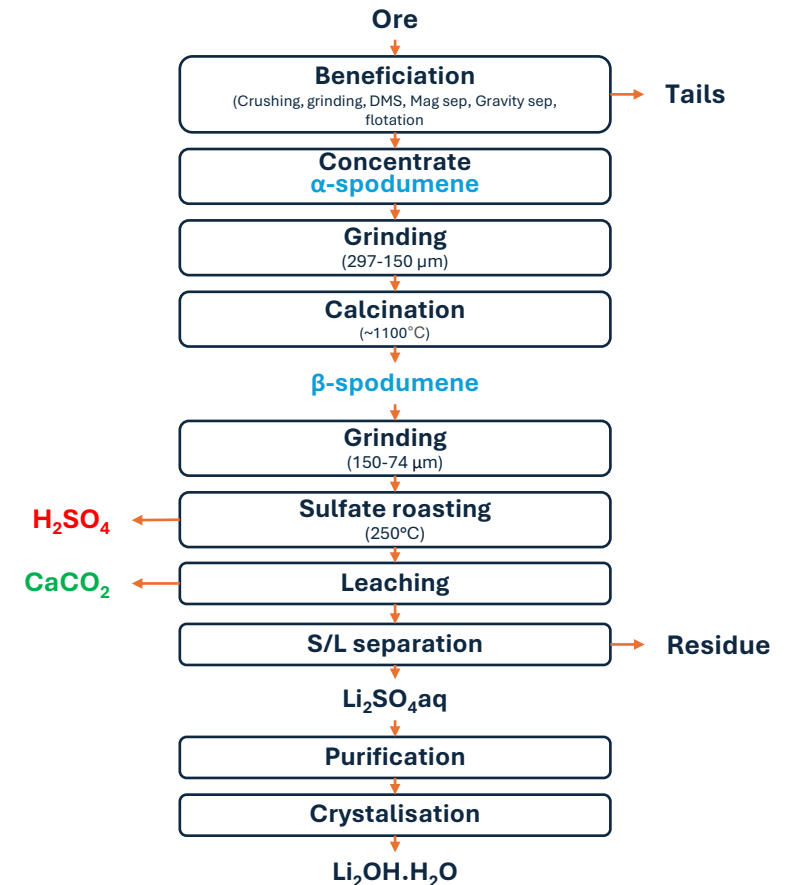 Ore
Beneficiation
(Crushing, grinding, DMS, Mag sep, Gravity sep,
flotation
Tails
Concentrate
α-spodumene
Grinding
(297-150 µm)
Calcination
(~1100°C)
β-spodumene
Grinding
(150-74 µm)
Sulfate roasting
(250°C)
H₂SO₄
Leaching
CaCO₂
S/L separation
Residue
Li₂SO₄aq
Purification
Crystalisation
Li₂OH.H₂O